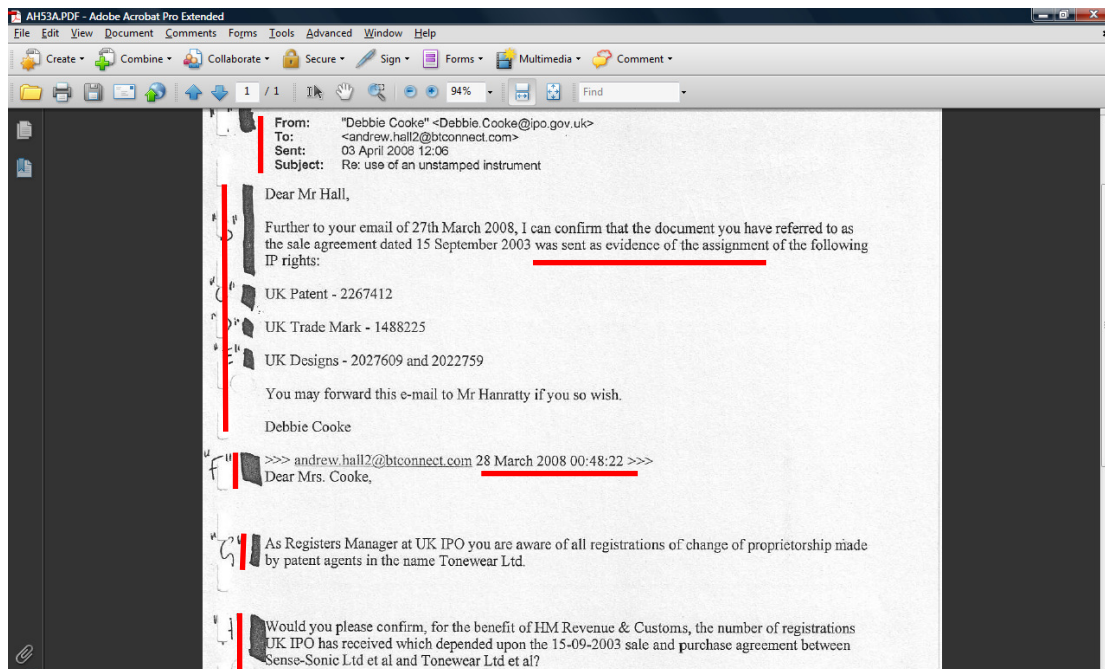 AH53A.PDF - Adobe Acrobat Pro Extended
File Edit View Document Comments Forms Tools Advanced Window Help
Create Combine Collaborate Secure Sign Forms Multimedia Comment
1 / 1 94% Find
From: "Debbie Cooke" <Debbie.Cooke@ipo.gov.uk>
To: <andrew.hall2@btconnect.com>
Sent: 03 April 2008 12:06
Subject: Re: use of an unstamped instrument
Dear Mr Hall,
Further to your email of 27th March 2008, I can confirm that the document you have referred to as
"B"
the sale agreement dated 15 September 2003 was sent as evidence of the assignment of the following
IP rights:
"C" UK Patent - 2267412
"D" UK Trade Mark - 1488225
"E" UK Designs - 2027609 and 2022759
You may forward this e-mail to Mr Hanratty if you so wish.
Debbie Cooke
"F" >>> andrew.hall2@btconnect.com 28 March 2008 00:48:22 >>>
Dear Mrs. Cooke,
"G" As Registers Manager at UK IPO you are aware of all registrations of change of proprietorship made
by patent agents in the name Tonewear Ltd.
"H" Would you please confirm, for the benefit of HM Revenue & Customs, the number of registrations
UK IPO has received which depended upon the 15-09-2003 sale and purchase agreement between
Sense-Sonic Ltd et al and Tonewear Ltd et al?